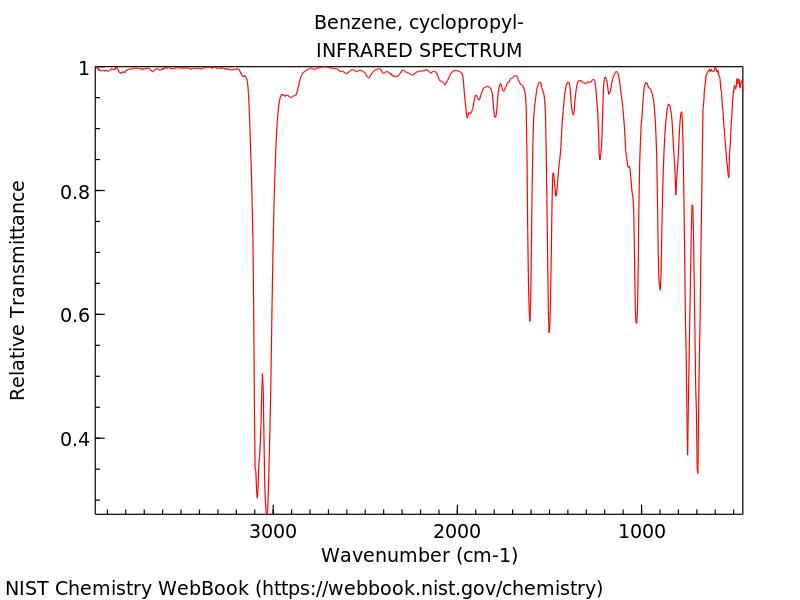 Benzene, cyclopropyl-
INFRARED SPECTRUM
1
0.8
0.6
0.4
Relative Transmittance
3000 2000 1000
Wavenumber (cm-1)
NIST Chemistry WebBook (https://webbook.nist.gov/chemistry)